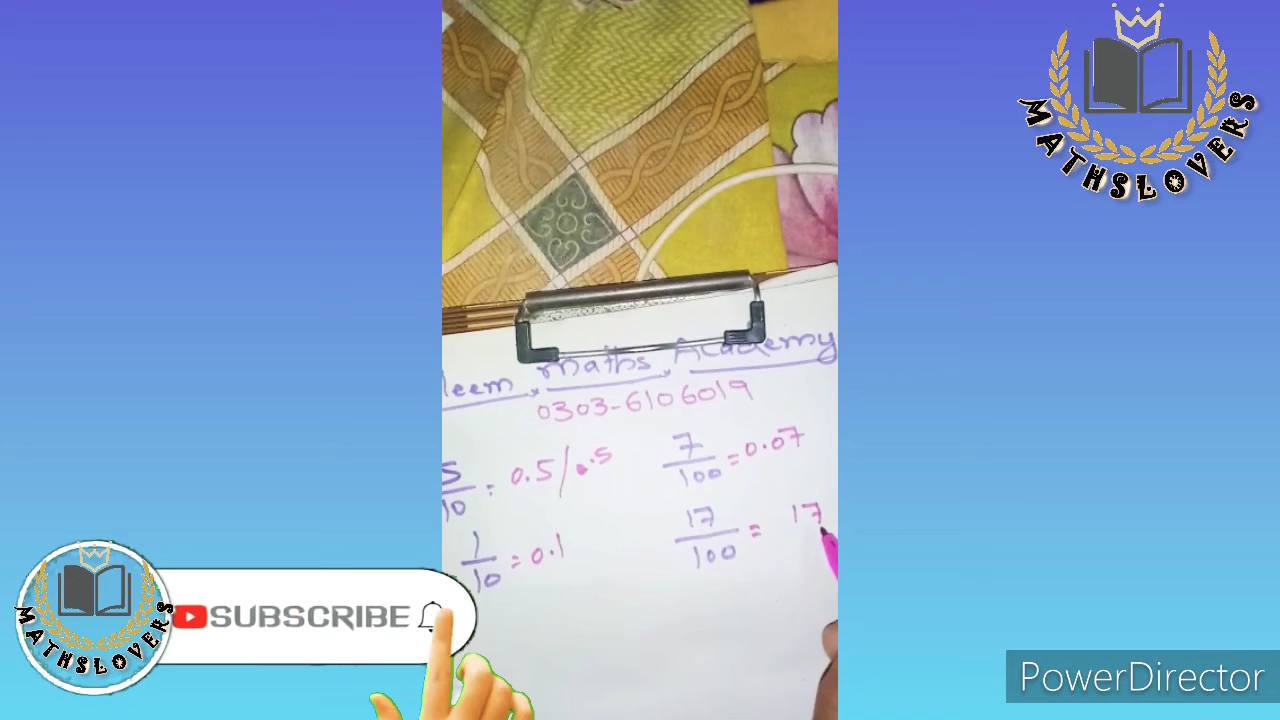 MATHSLOVERS
leem Maths Academy
0303-6106019
5/10 = 0.5/0.5
7/100 = 0.07
1/10 = 0.1
17/100 = 17
MATHSLOVERS
SUBSCRIBE
PowerDirector